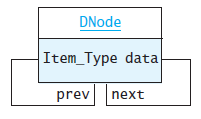 DNode
Item_Type data
prev next